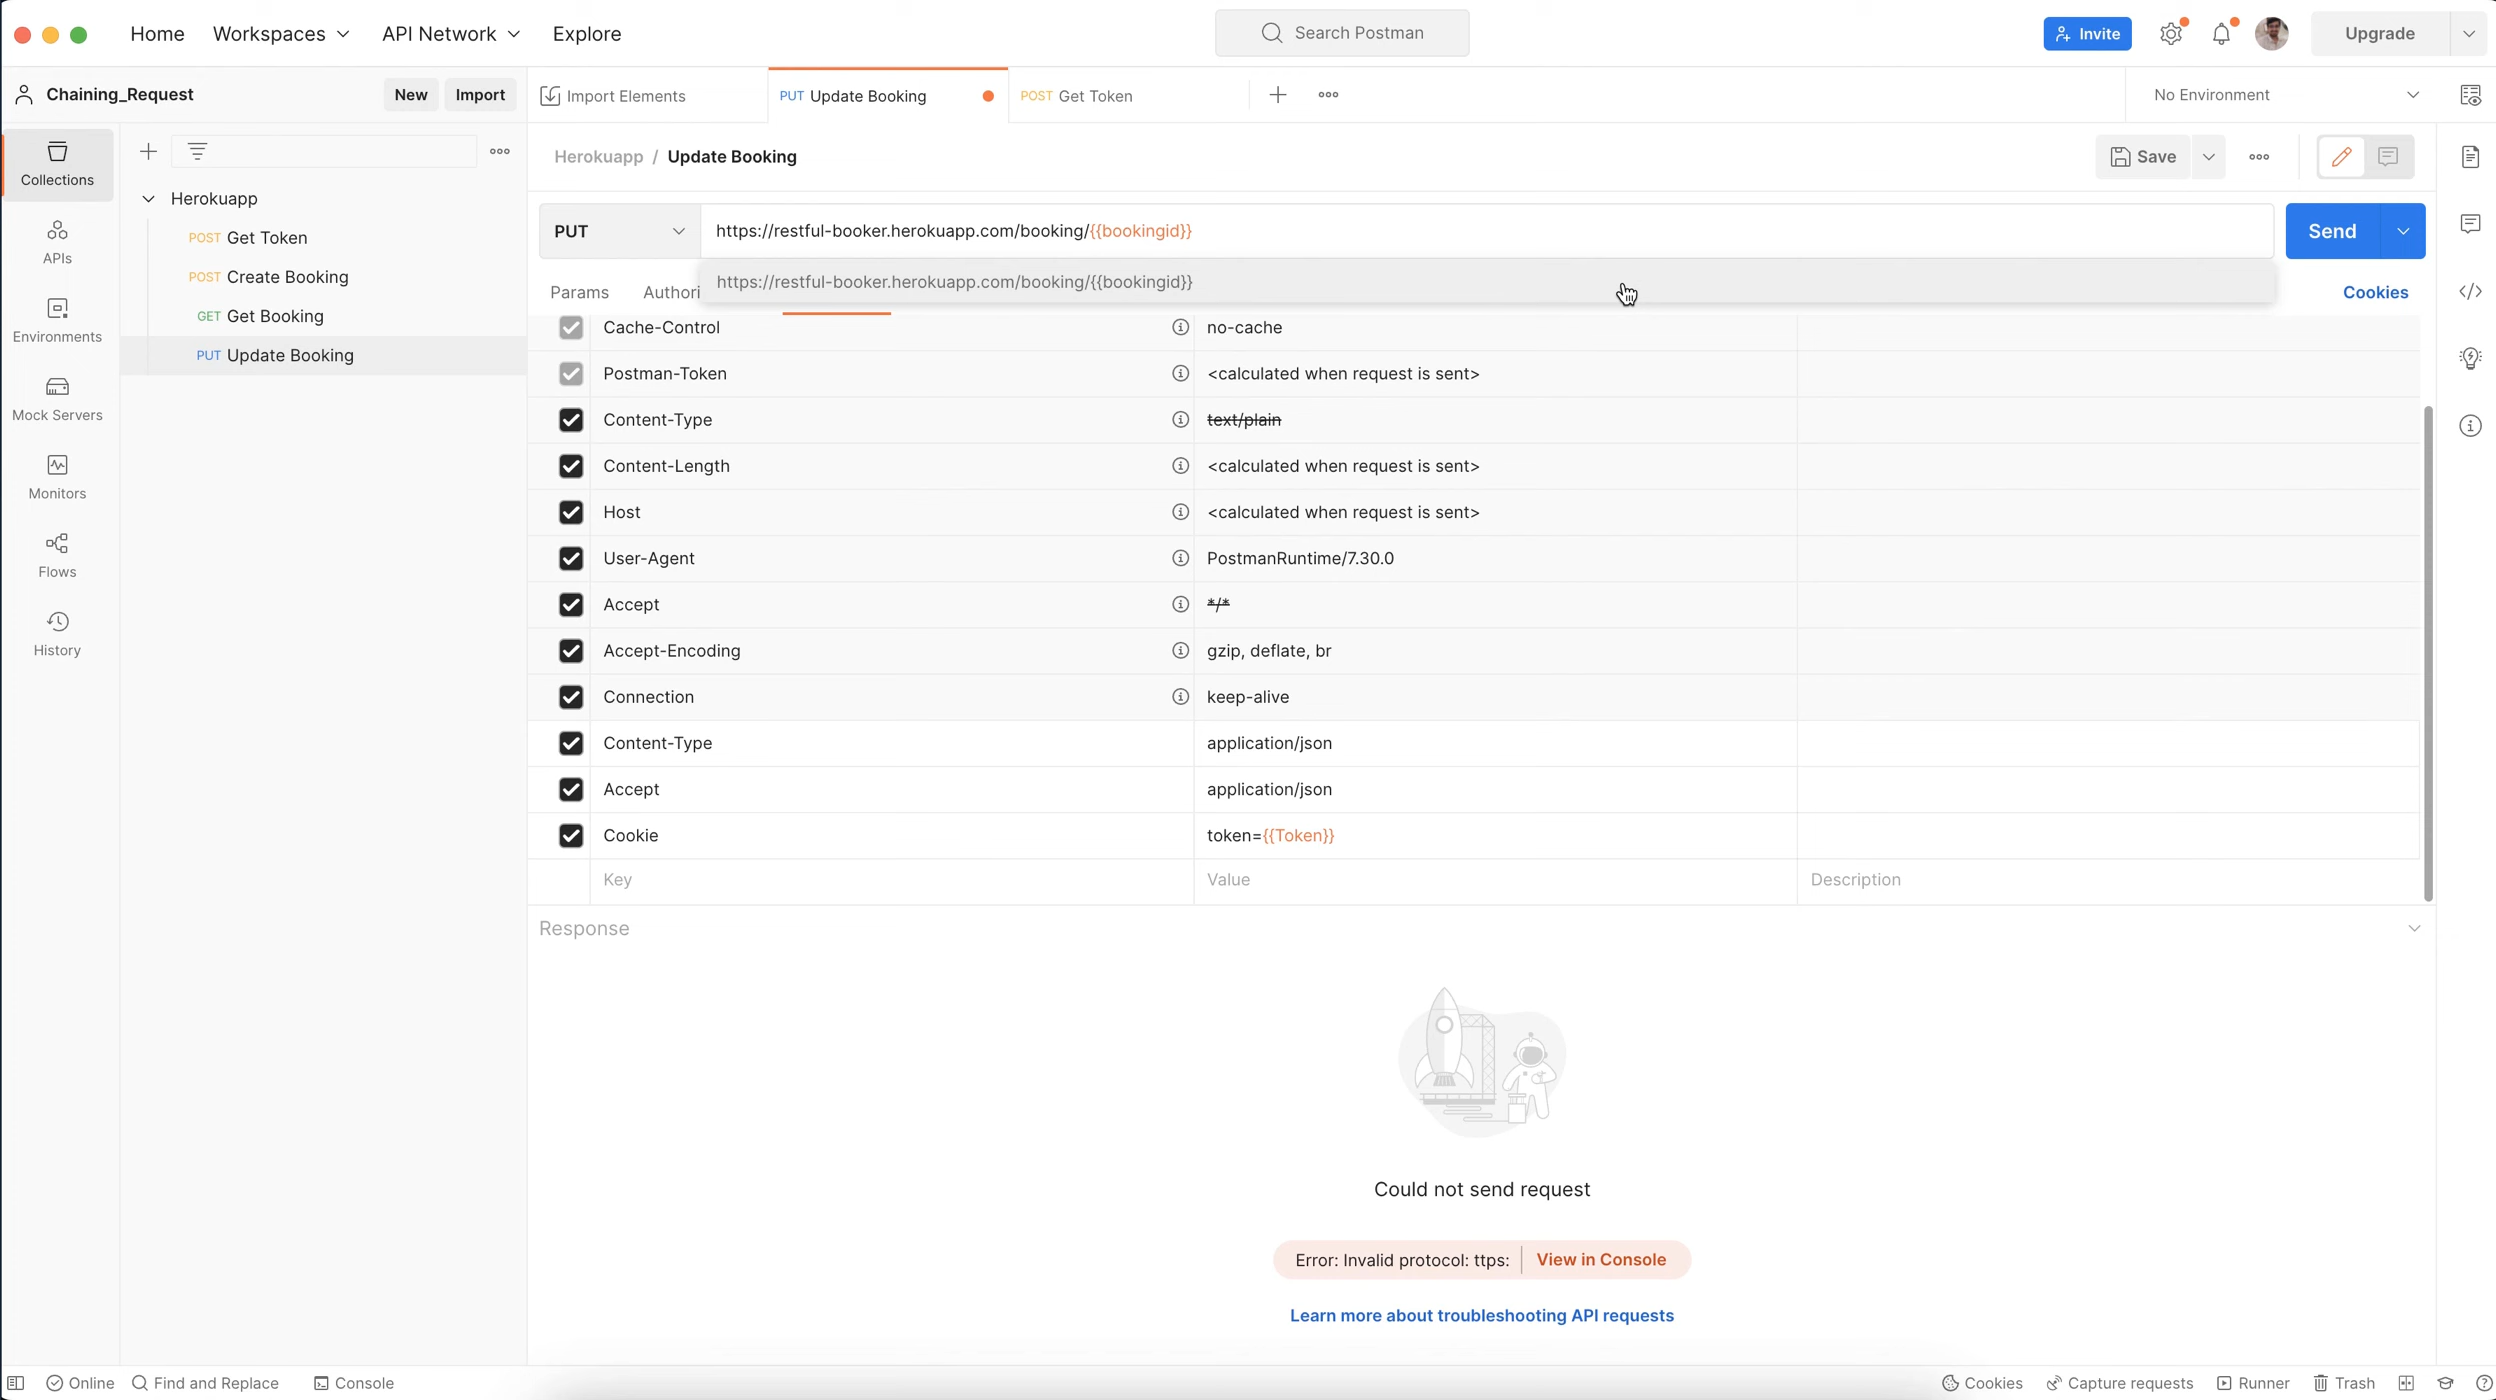 Home Workspaces API Network Explore Search Postman Invite Upgrade
Chaining_Request New Import Import Elements PUT Update Booking POST Get Token No Environment
Collections
APIs
Environments
Mock Servers
Monitors
Flows
History
Herokuapp
POST Get Token
POST Create Booking
GET Get Booking
PUT Update Booking
Herokuapp / Update Booking Save
PUT https://restful-booker.herokuapp.com/booking/{{bookingid}} Send
https://restful-booker.herokuapp.com/booking/{{bookingid}}
Params Authori Cookies
Cache-Control no-cache
Postman-Token <calculated when request is sent>
Content-Type text/plain
Content-Length <calculated when request is sent>
Host <calculated when request is sent>
User-Agent PostmanRuntime/7.30.0
Accept */*
Accept-Encoding gzip, deflate, br
Connection keep-alive
Content-Type application/json
Accept application/json
Cookie token={{Token}}
Key Value Description
Response
Could not send request
Error: Invalid protocol: ttps: View in Console
Learn more about troubleshooting API requests
Online Find and Replace Console Cookies Capture requests Runner Trash